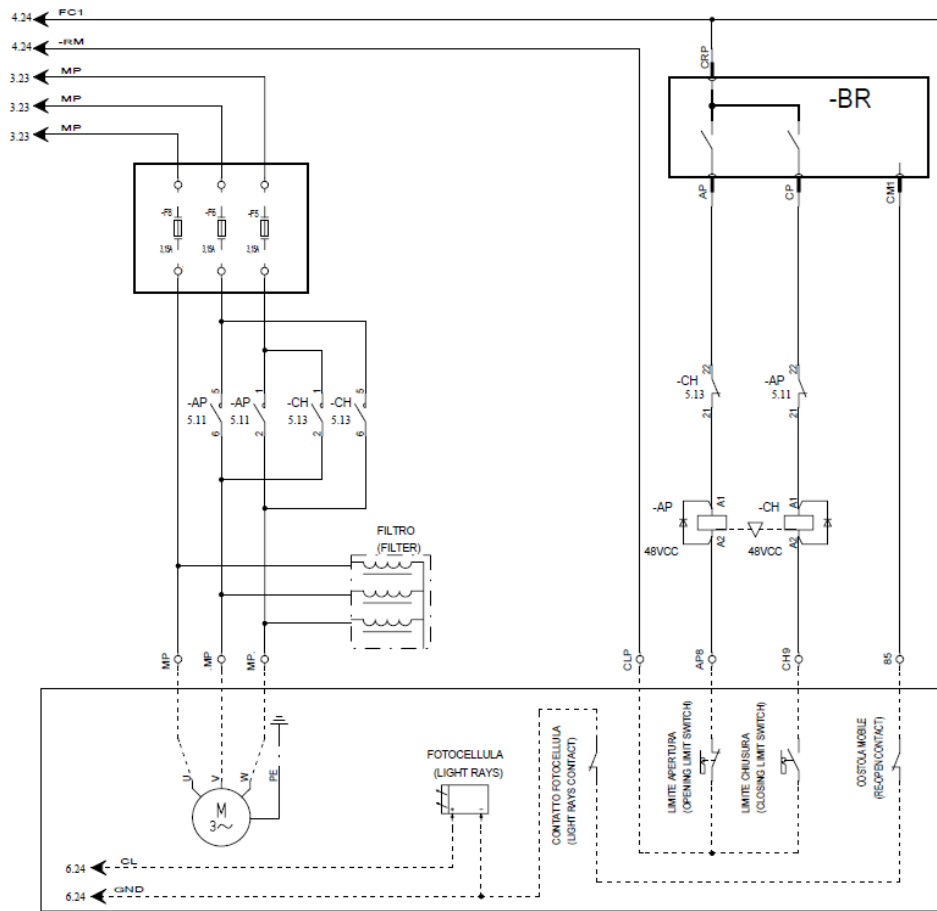 4.24 FC1
4.24 -RM
3.23 MP
3.23 MP
3.23 MP
CRP
-BR
AP
CP
CM1
-F6
-F5
3,15A
3,15A
3,15A
22
-CH
5.13
21
22
-AP
5.11
21
5
-AP
5.11
6
1
-AP
5.11
2
1
-CH
5.13
2
5
-CH
5.13
6
-AP
A1
A2
48VCC
-CH
A1
A2
48VCC
FILTRO
(FILTER)
MP
MP
MP
CLP
AP8
CH9
85
U
V
W
PE
M
3~
FOTOCELLULA
(LIGHT RAYS)
CONTATTO FOTOCELLULA
(LIGHT RAYS CONTACT)
LIMITE APERTURA
(OPENING LIMIT SWITCH)
LIMITE CHIUSURA
(CLOSING LIMIT SWITCH)
COSTOLA MOBILE
(RE-OPEN CONTACT)
6.24 CL
6.24 GND